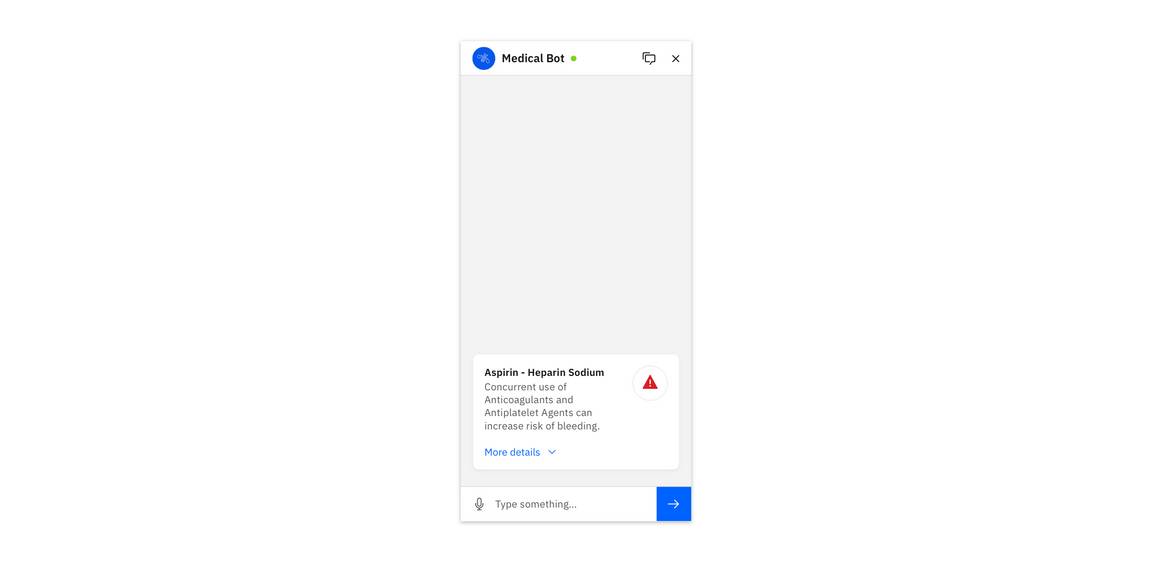 Medical Bot
Aspirin - Heparin Sodium
Concurrent use of
Anticoagulants and
Antiplatelet Agents can
increase risk of bleeding.
More details
Type something...